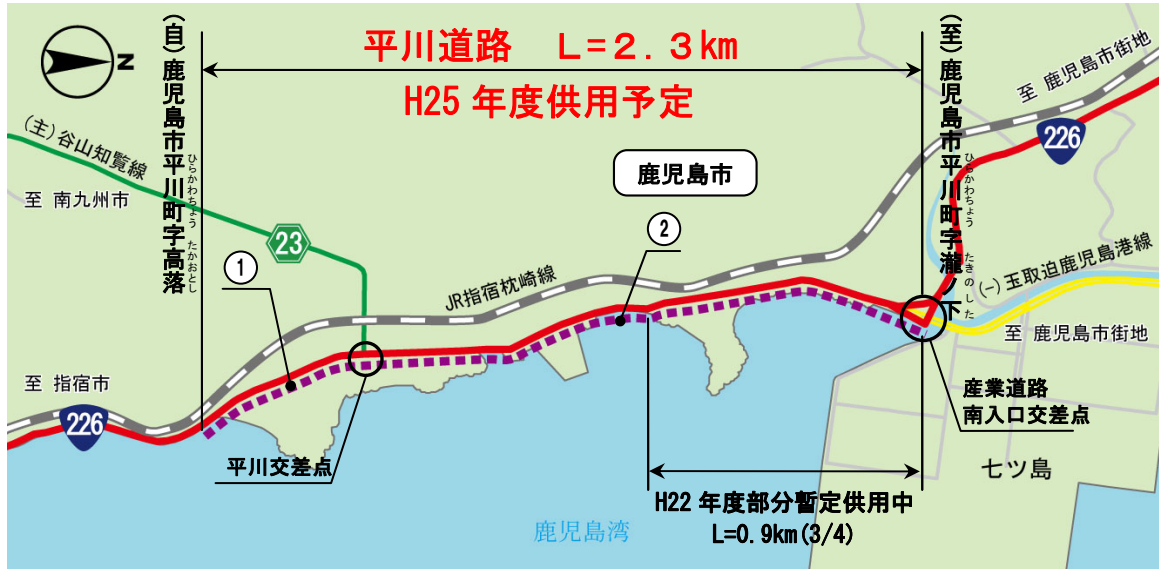 平川道路 L=2.3km
H25年度供用予定
N
(自)鹿児島市平川町字高落
ひらかわちょう たかおとし
(至)鹿児島市平川町字瀧ノ下
ひらかわちょう たきのした
至 鹿児島市街地
226
(主)谷山知覧線
至 南九州市
23
鹿児島市
①
②
JR指宿枕崎線
(一)玉取迫鹿児島港線
至 鹿児島市街地
至 指宿市
226
平川交差点
産業道路
南入口交差点
七ツ島
H22年度部分暫定供用中
L=0.9km(3/4)
鹿児島湾